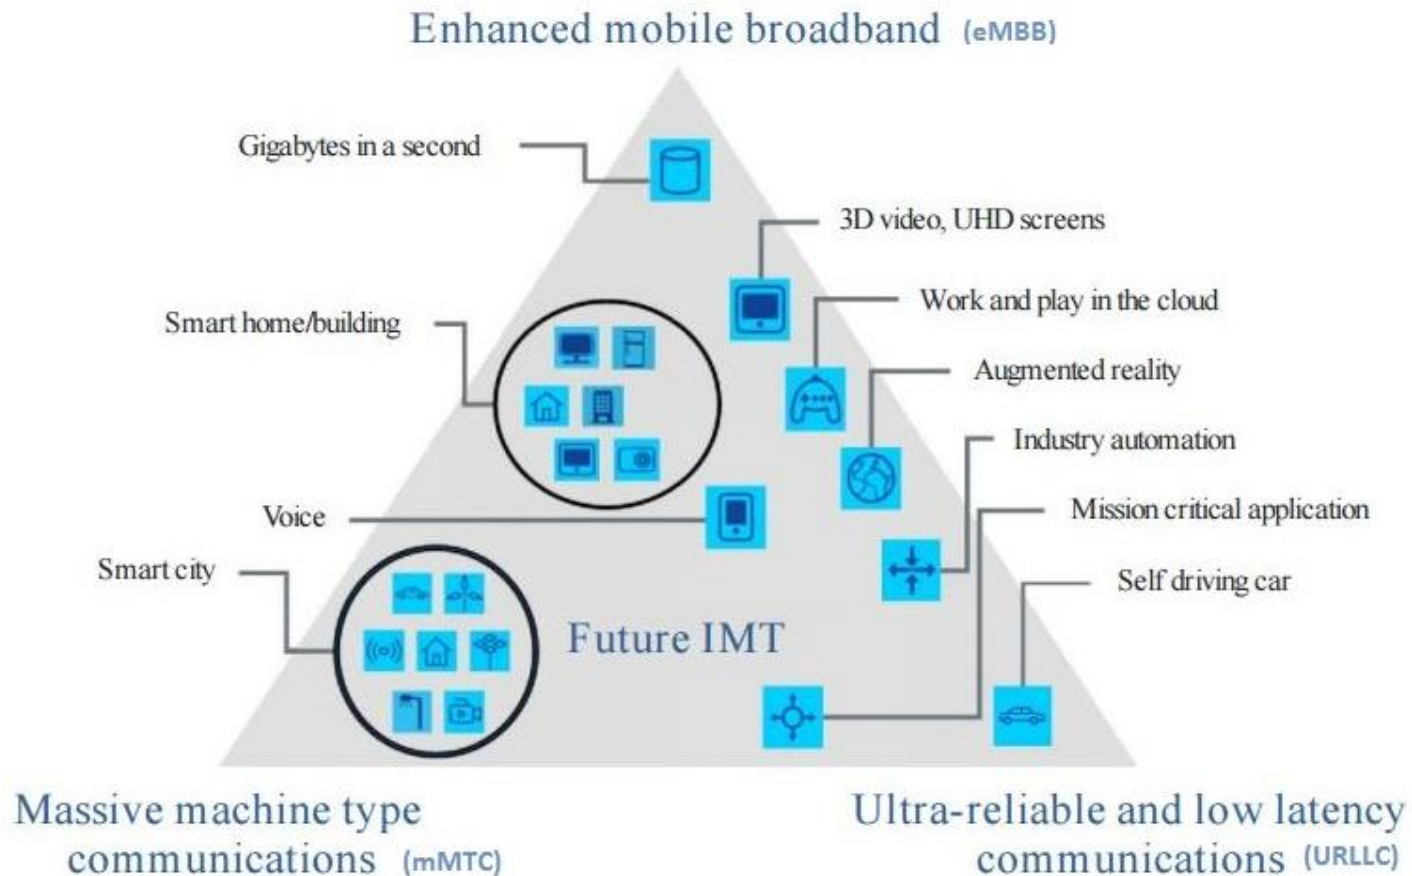 Enhanced mobile broadband (eMBB)
Gigabytes in a second
3D video, UHD screens
Work and play in the cloud
Smart home/building
Augmented reality
Industry automation
Mission critical application
Voice
Smart city
Self driving car
Future IMT
Massive machine type
communications (mMTC)
Ultra-reliable and low latency
communications (URLLC)